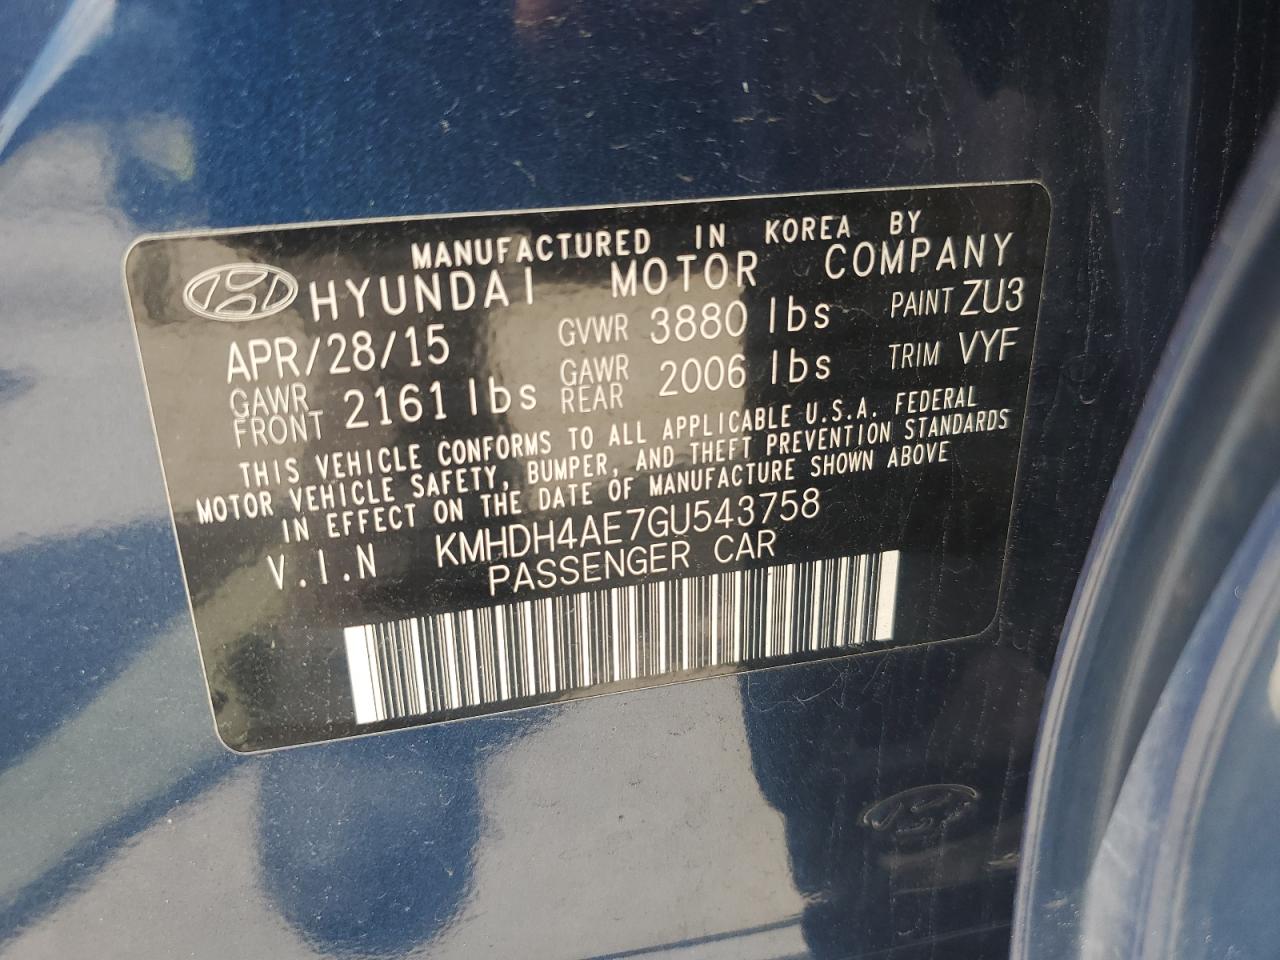 MANUFACTURED IN KOREA BY
HYUNDAI MOTOR COMPANY
APR/28/15 GVWR 3880 lbs PAINT ZU3
GAWR FRONT 2161 lbs GAWR REAR 2006 lbs TRIM VYF
THIS VEHICLE CONFORMS TO ALL APPLICABLE U.S.A. FEDERAL
MOTOR VEHICLE SAFETY, BUMPER, AND THEFT PREVENTION STANDARDS
IN EFFECT ON THE DATE OF MANUFACTURE SHOWN ABOVE
V.I.N KMHDH4AE7GU543758
PASSENGER CAR